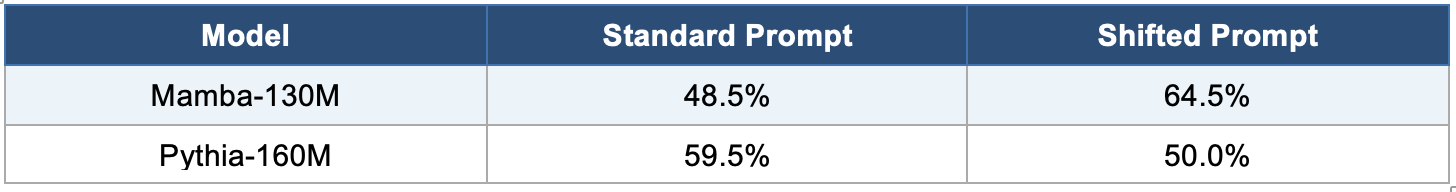 Model Standard Prompt Shifted Prompt
Mamba-130M 48.5% 64.5%
Pythia-160M 59.5% 50.0%